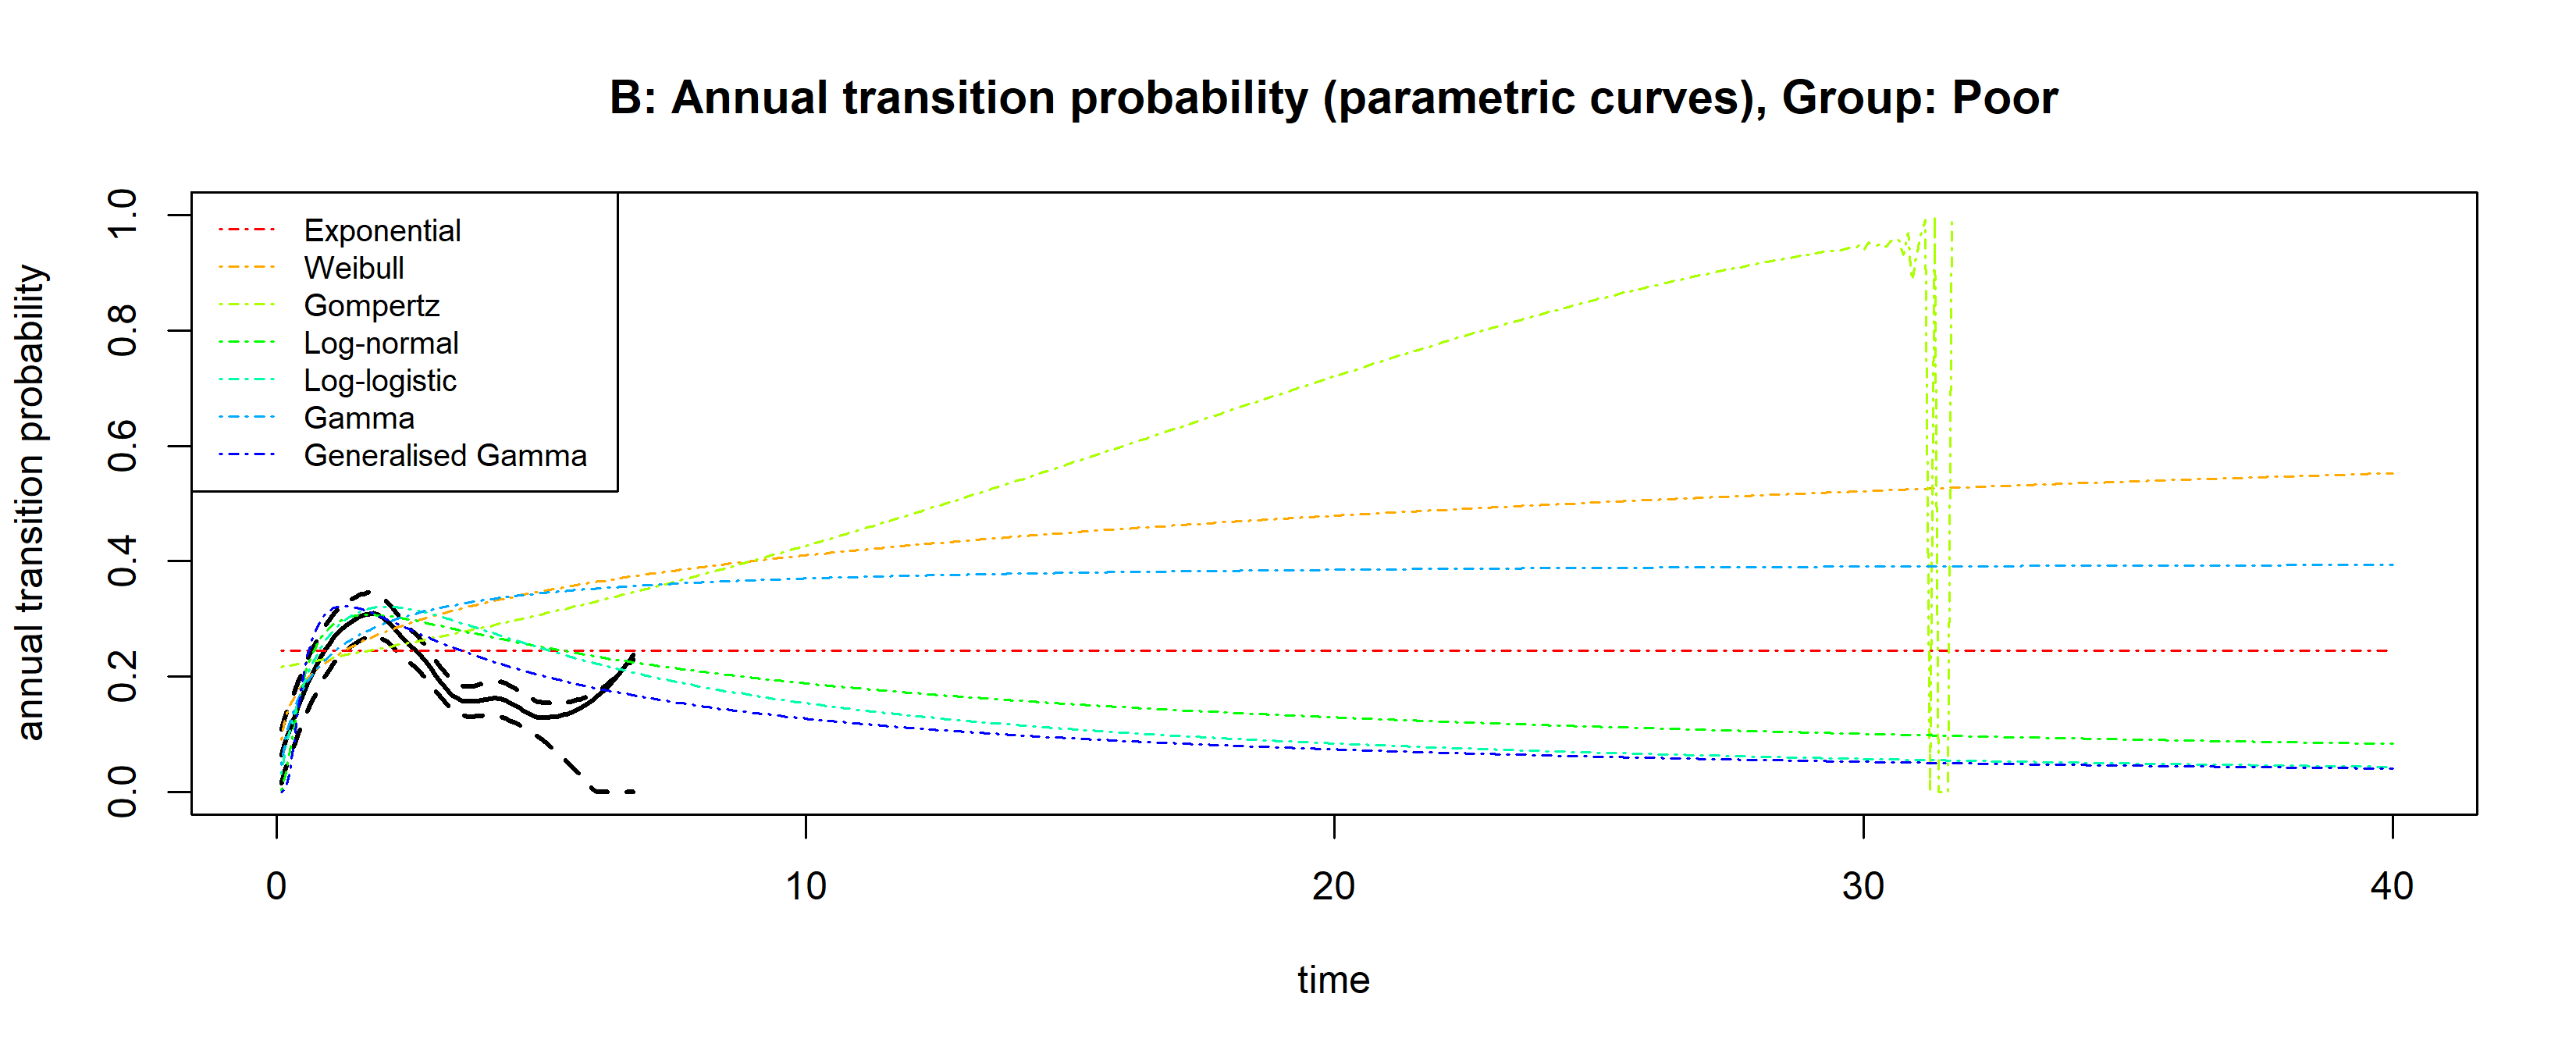 B: Annual transition probability (parametric curves), Group: Poor
annual transition probability
1.0
0.8
0.6
0.4
0.2
0.0
Exponential
Weibull
Gompertz
Log-normal
Log-logistic
Gamma
Generalised Gamma
0 10 20 30 40
time